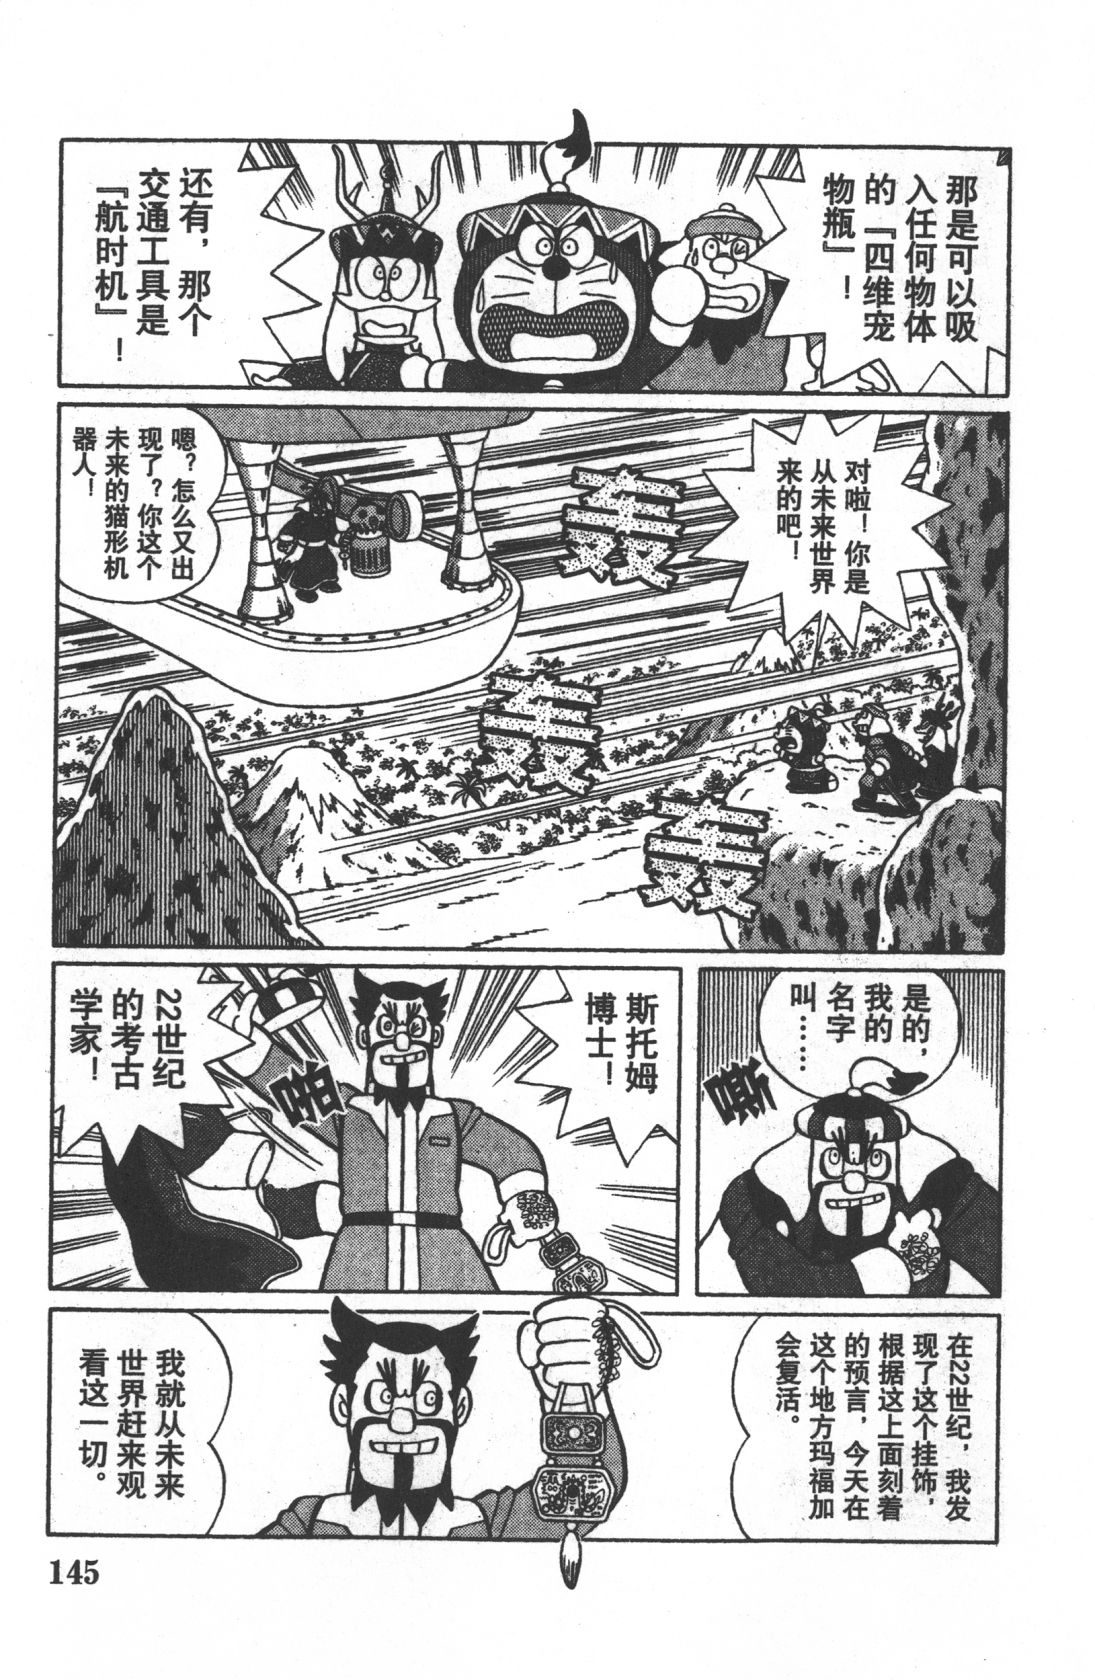 那是可以吸
入任何物体
的『四维宠
物瓶』！
还有，那个
交通工具是
『航时机』！
对啦！你是
从未来世界
来的吧！
嗯？怎么又出
现了？你这个
未来的猫形机
器人！
轰
轰
轰
是的，
我的
名字
叫……
斯托姆
博士！
22世纪
的考古
学家！
在22世纪，我发
现了这个挂饰，
根据这上面刻着
的预言，今天在
这个地方玛福加
会复活。
我就从未来
世界赶来观
看这一切。
145